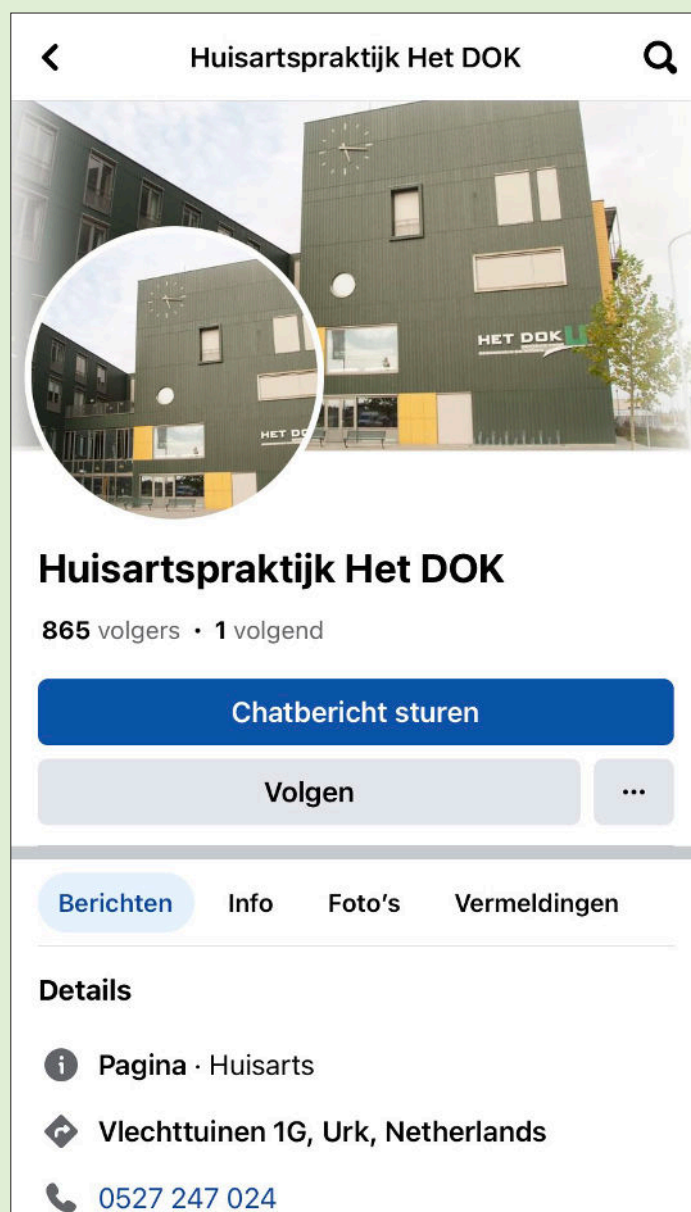 Huisartspraktijk Het DOK
HET DOK
HET DO
Huisartspraktijk Het DOK
865 volgers · 1 volgend
Chatbericht sturen
Volgen ...
Berichten Info Foto's Vermeldingen
Details
Pagina · Huisarts
Vlechttuinen 1G, Urk, Netherlands
0527 247 024